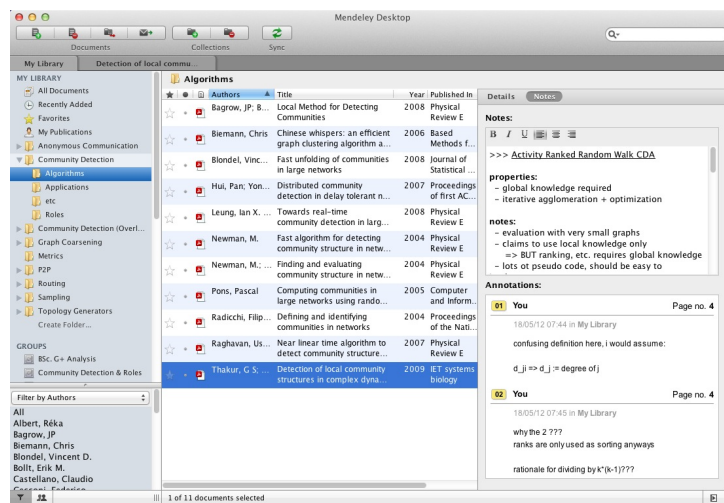 Mendeley Desktop
Documents
Collections
Sync
My Library
Detection of local commu...
MY LIBRARY
All Documents
Recently Added
Favorites
My Publications
Anonymous Communication
Community Detection
Algorithms
Applications
etc
Roles
Community Detection (Overl...
Graph Coarsening
Metrics
P2P
Routing
Sampling
Topology Generators
Create Folder...
GROUPS
BSc. G+ Analysis
Community Detection & Roles
Filter by Authors
All
Albert, Réka
Bagrow, JP
Biemann, Chris
Blondel, Vincent D.
Bollt, Erik M.
Castellano, Claudio
Algorithms
Authors Title Year Published In
Bagrow, JP; B... Local Method for Detecting 2008 Physical
Communities Review E
Biemann, Chris Chinese whispers: an efficient 2006 Based
graph clustering algorithm a... Methods f...
Blondel, Vinc... Fast unfolding of communities 2008 Journal of
in large networks Statistical ...
Hui, Pan; Yon... Distributed community 2007 Proceedings
detection in delay tolerant n... of first AC...
Leung, Ian X. ... Towards real-time 2008 Physical
community detection in larg... Review E
Newman, M. Fast algorithm for detecting 2004 Physical
community structure in netw... Review E
Newman, M.; ... Finding and evaluating 2004 Physical
community structure in netw... Review E
Pons, Pascal Computing communities in 2005 Computer
large networks using rando... and Inform...
Radicchi, Filip... Defining and identifying 2004 Proceedings
communities in networks of the Nati...
Raghavan, Us... Near linear time algorithm to 2007 Physical
detect community structure... Review E
Thakur, G S; ... Detection of local community 2009 IET systems
structures in complex dyna... biology
1 of 11 documents selected
Details Notes
Notes:
B I U
>>> Activity Ranked Random Walk CDA
properties:
- global knowledge required
- iterative agglomeration + optimization
notes:
- evaluation with very small graphs
- claims to use local knowledge only
=> BUT ranking, etc. requires global knowledge
- lots ot pseudo code, should be easy to
Annotations:
01 You Page no. 4
18/05/12 07:44 in My Library
confusing definition here, i would assume:
d_ji => d_j := degree of j
02 You Page no. 4
18/05/12 07:45 in My Library
why the 2 ???
ranks are only used as sorting anyways
rationale for dividing by k*(k-1)???